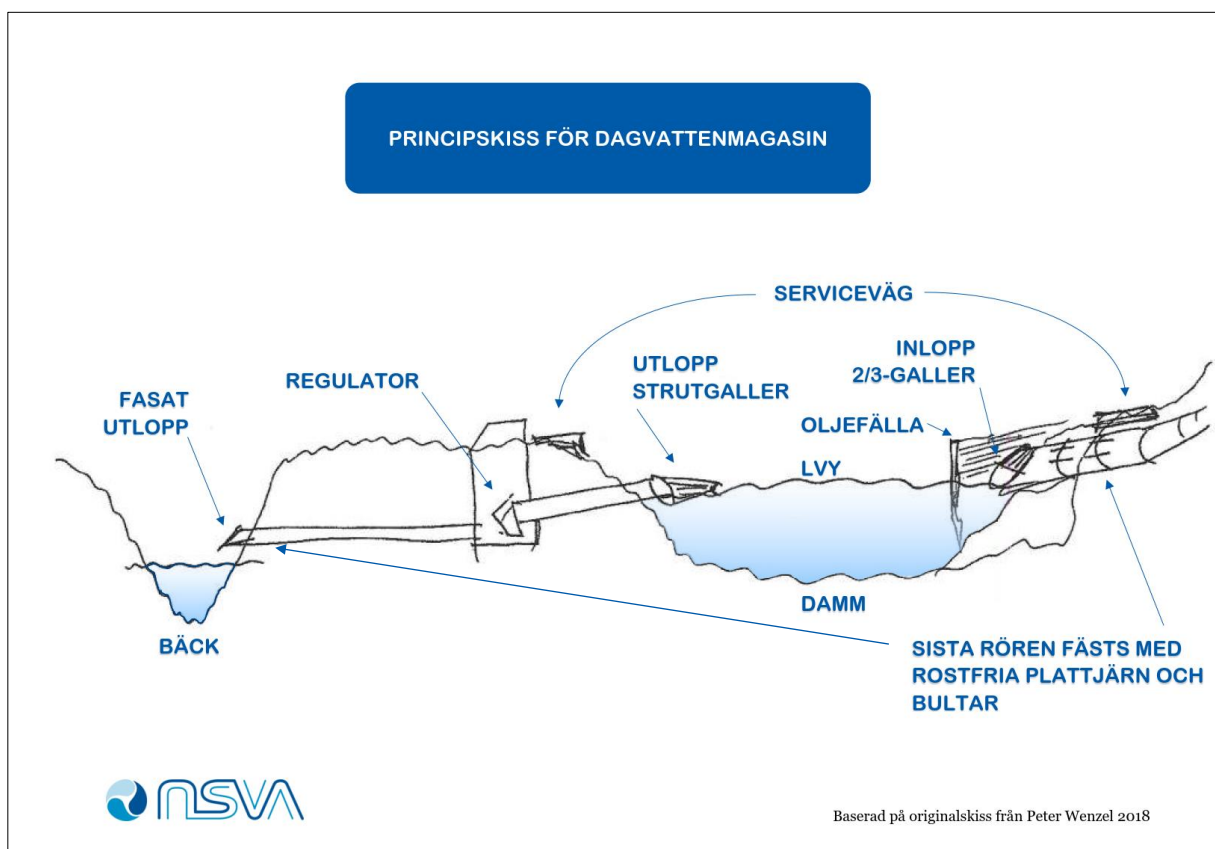 PRINCIPSKISS FÖR DAGVATTENMAGASIN
SERVICEVÄG
INLOPP
2/3-GALLER
UTLOPP
STRUTGALLER
REGULATOR
FASAT
UTLOPP
OLJEFÄLLA
LVY
DAMM
BÄCK
SISTA RÖREN FÄSTS MED
ROSTFRIA PLATTJÄRN OCH
BULTAR
NSVA
Baserad på originalskiss från Peter Wenzel 2018